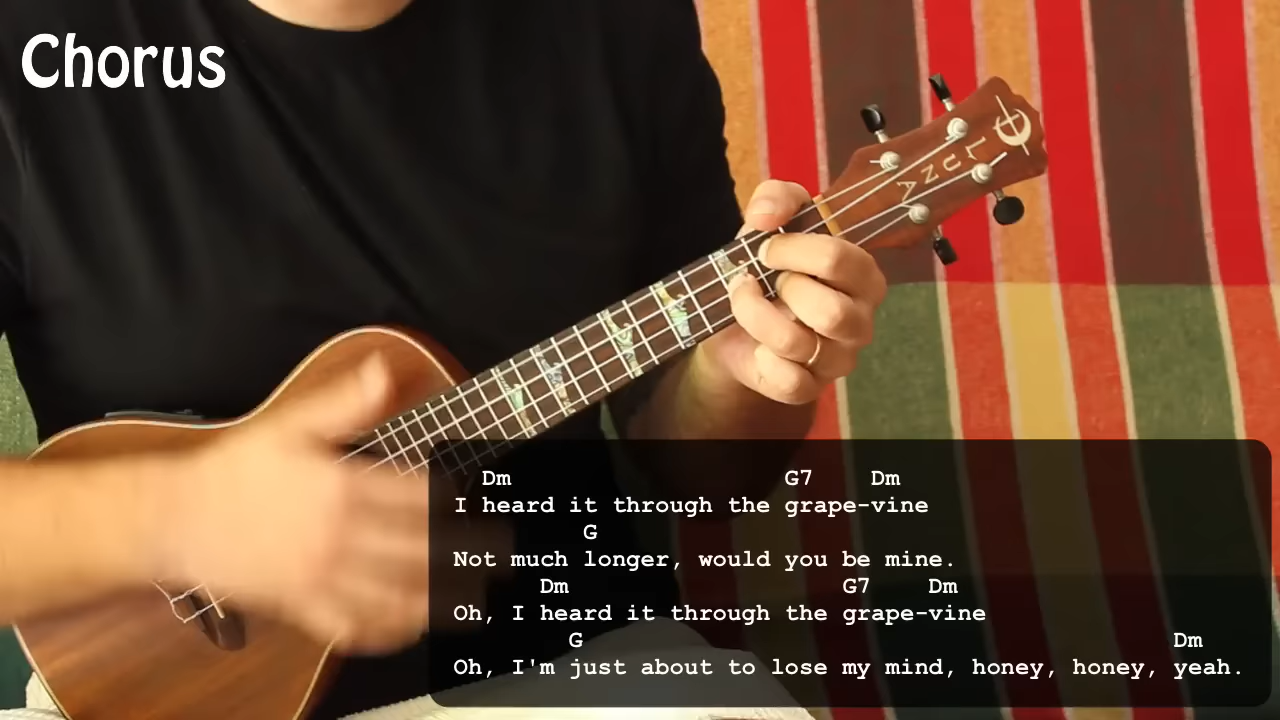 Chorus
LUNA
Dm G7 Dm
I heard it through the grape-vine
G
Not much longer, would you be mine.
Dm G7 Dm
Oh, I heard it through the grape-vine
G Dm
Oh, I'm just about to lose my mind, honey, honey, yeah.